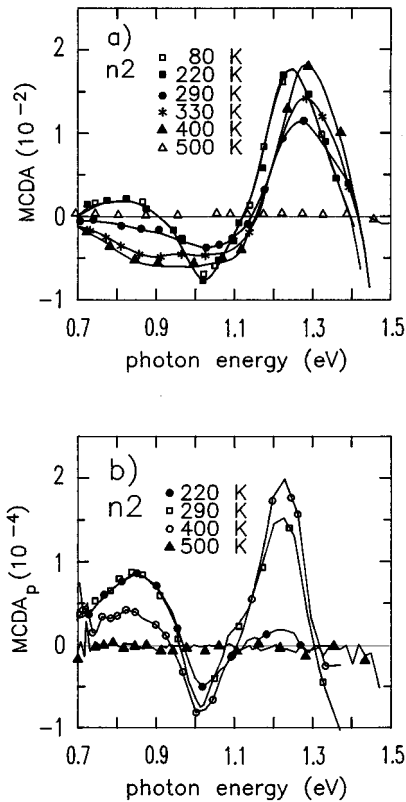 a)
n2
80 K
220 K
290 K
330 K
400 K
500 K
MCDA (10⁻²)
2
1
0
−1
0.7 0.9 1.1 1.3 1.5
photon energy (eV)
b)
n2
220 K
290 K
400 K
500 K
MCDAₚ (10⁻⁴)
2
1
0
−1
0.7 0.9 1.1 1.3 1.5
photon energy (eV)